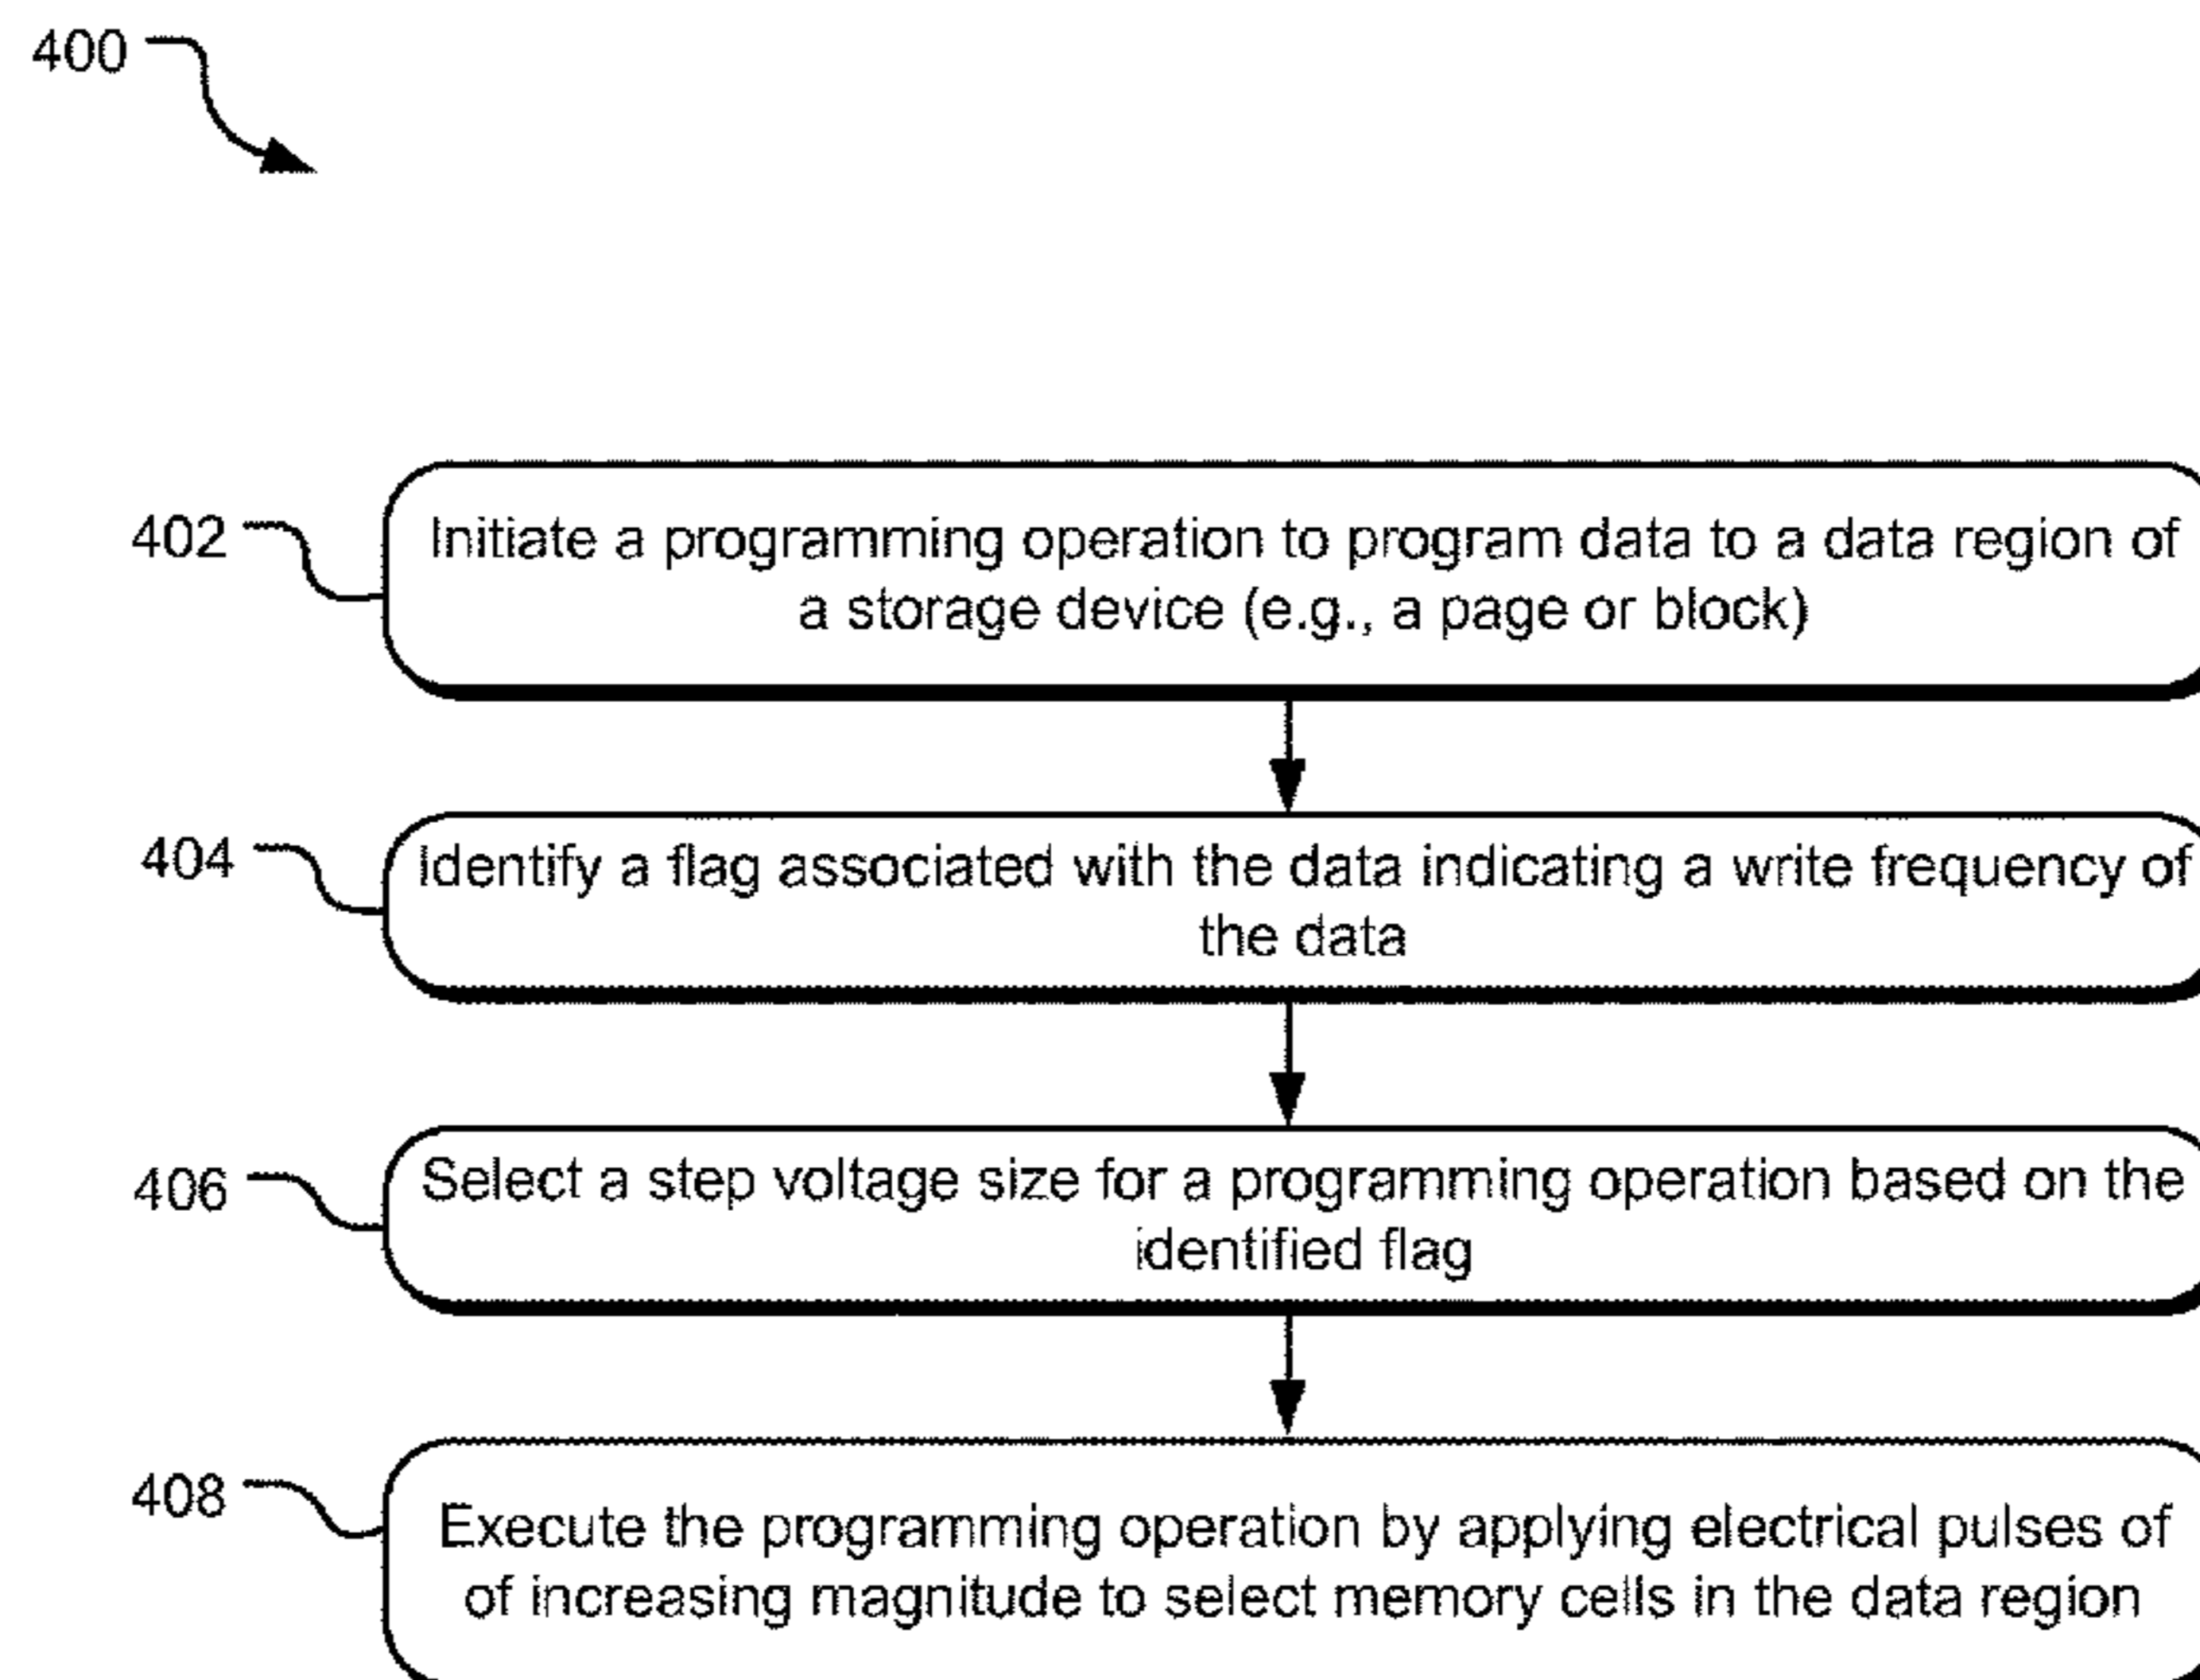 400
402
Initiate a programming operation to program data to a data region of
a storage device (e.g., a page or block)
404
Identify a flag associated with the data indicating a write frequency of
the data
406
Select a step voltage size for a programming operation based on the
identified flag
408
Execute the programming operation by applying electrical pulses of
of increasing magnitude to select memory cells in the data region